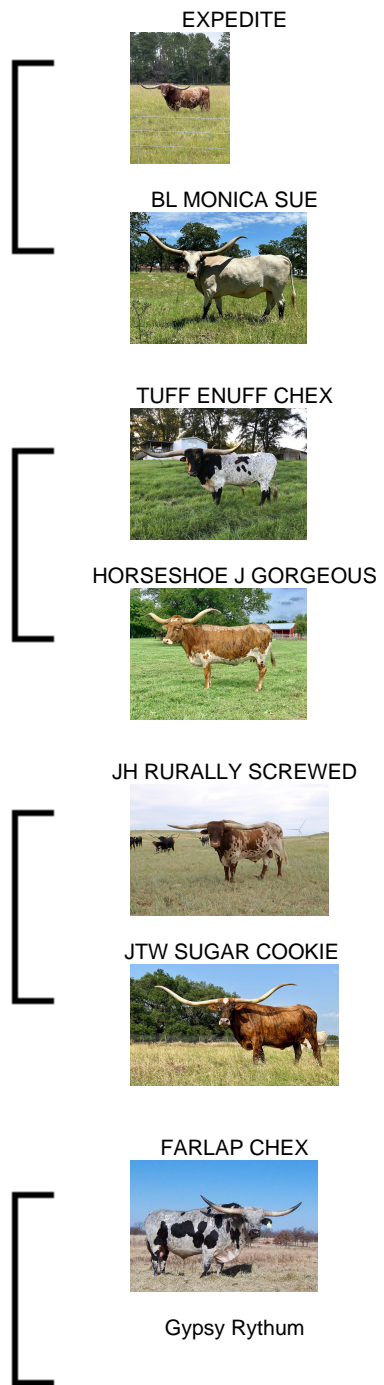 EXPEDITE
BL MONICA SUE
TUFF ENUFF CHEX
HORSESHOE J GORGEOUS
JH RURALLY SCREWED
JTW SUGAR COOKIE
FARLAP CHEX
Gypsy Rythum